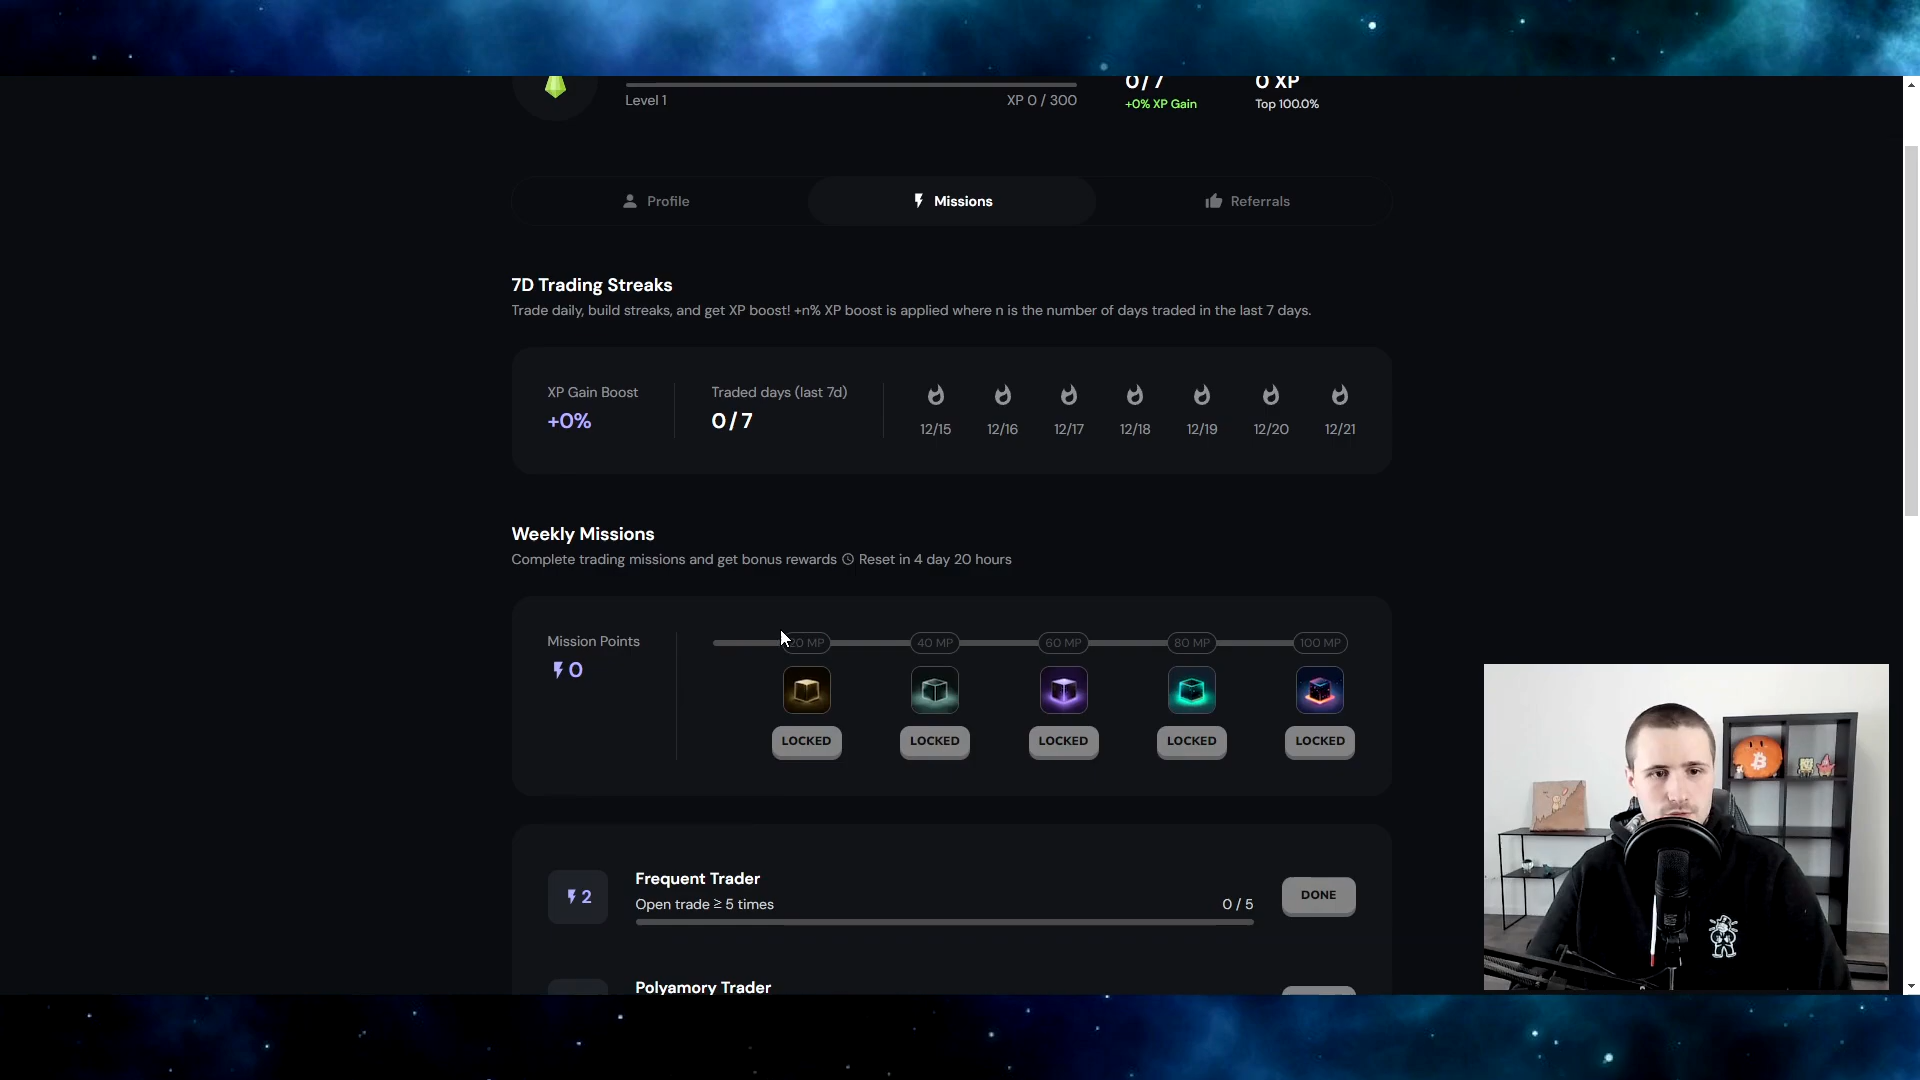 0 / 7
0 XP
Level 1
XP 0 / 300
+0% XP Gain
Top 100.0%
Profile
Missions
Referrals
7D Trading Streaks
Trade daily, build streaks, and get XP boost! +n% XP boost is applied where n is the number of days traded in the last 7 days.
XP Gain Boost
+0%
Traded days (last 7d)
0 / 7
12/15
12/16
12/17
12/18
12/19
12/20
12/21
Weekly Missions
Complete trading missions and get bonus rewards Reset in 4 day 20 hours
Mission Points
0
20 MP
40 MP
60 MP
80 MP
100 MP
LOCKED
LOCKED
LOCKED
LOCKED
LOCKED
2
Frequent Trader
Open trade ≥ 5 times
0 / 5
DONE
Polyamory Trader